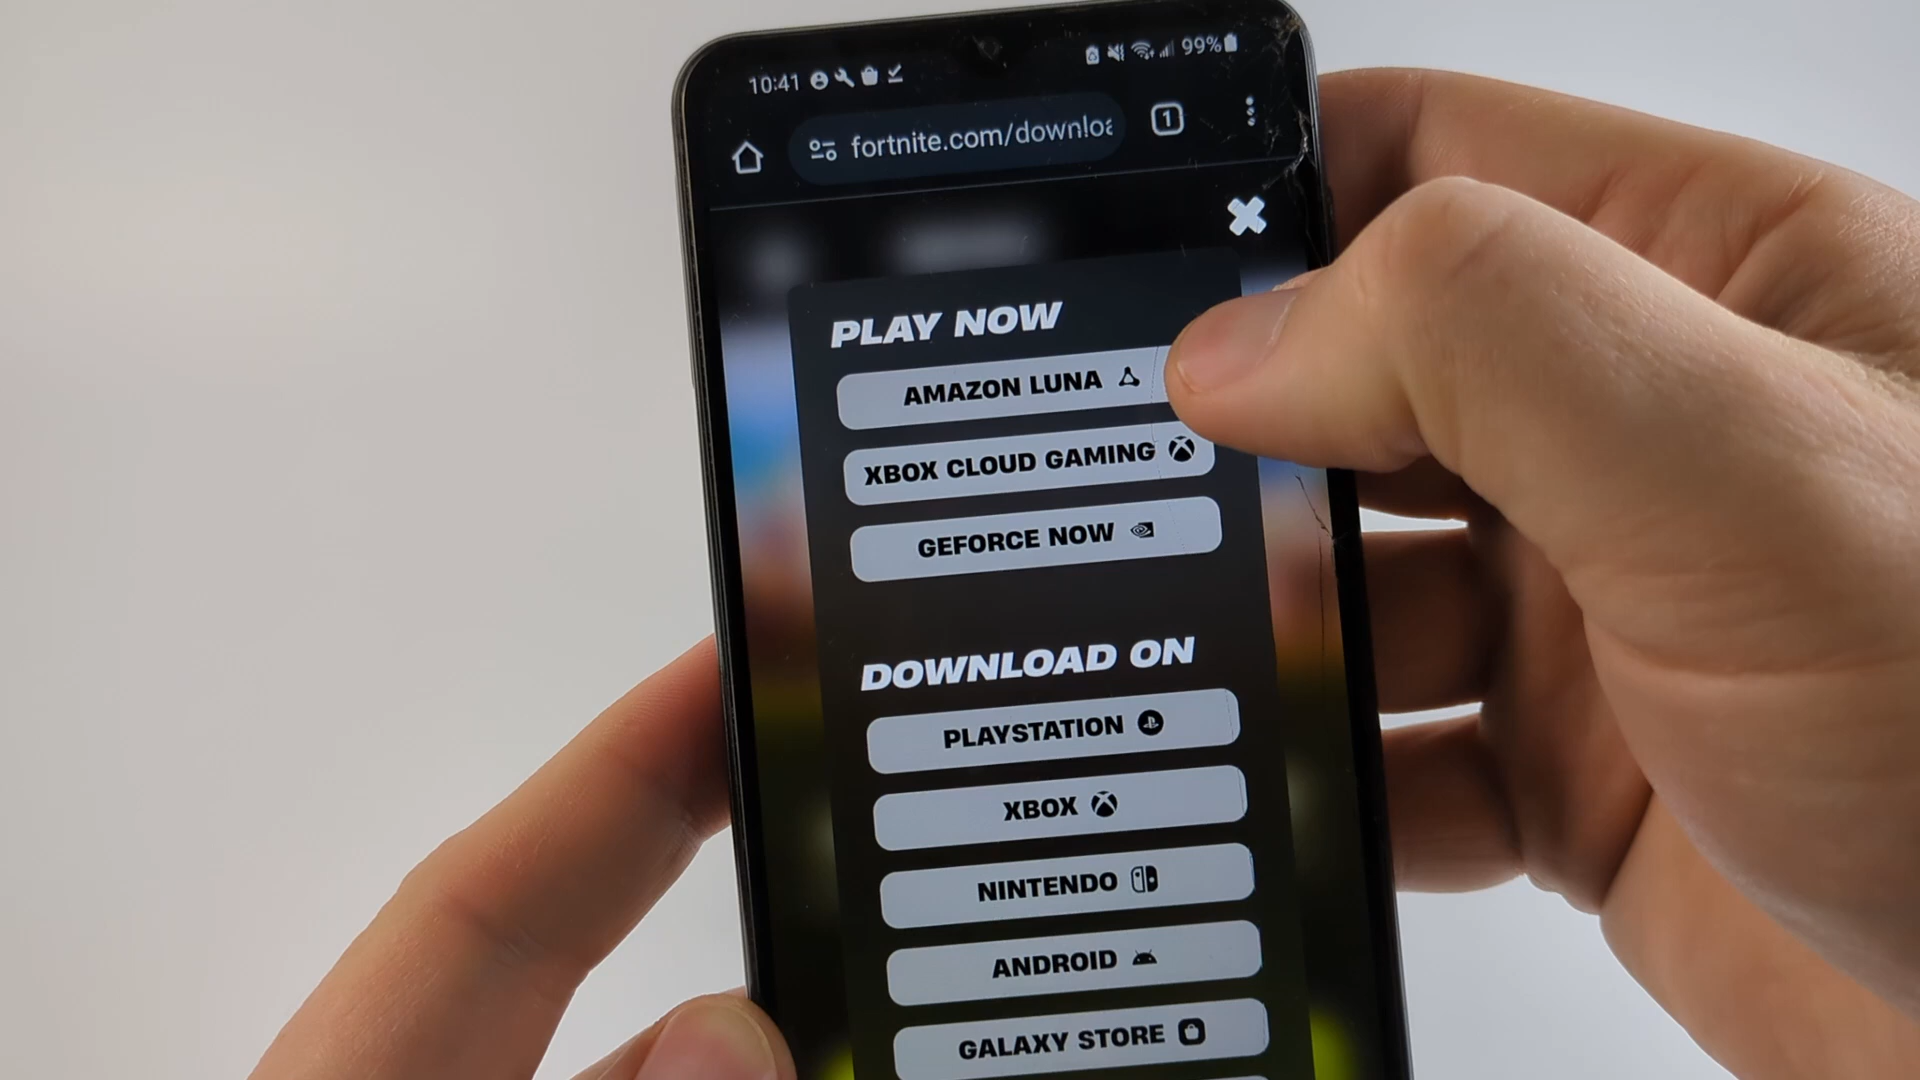 10:41 99%
fortnite.com/downloa 1
PLAY NOW
AMAZON LUNA
XBOX CLOUD GAMING
GEFORCE NOW
DOWNLOAD ON
PLAYSTATION
XBOX
NINTENDO
ANDROID
GALAXY STORE